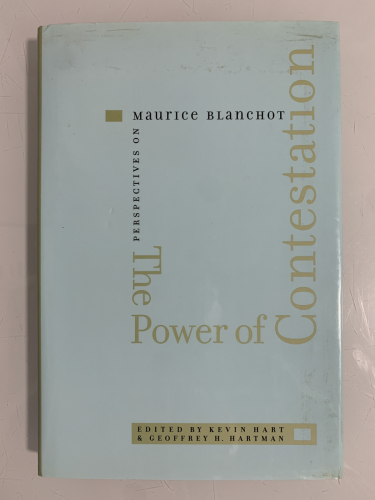 The
Power of
Contestation
PERSPECTIVES ON
MAURICE BLANCHOT
EDITED BY KEVIN HART
& GEOFFREY H. HARTMAN